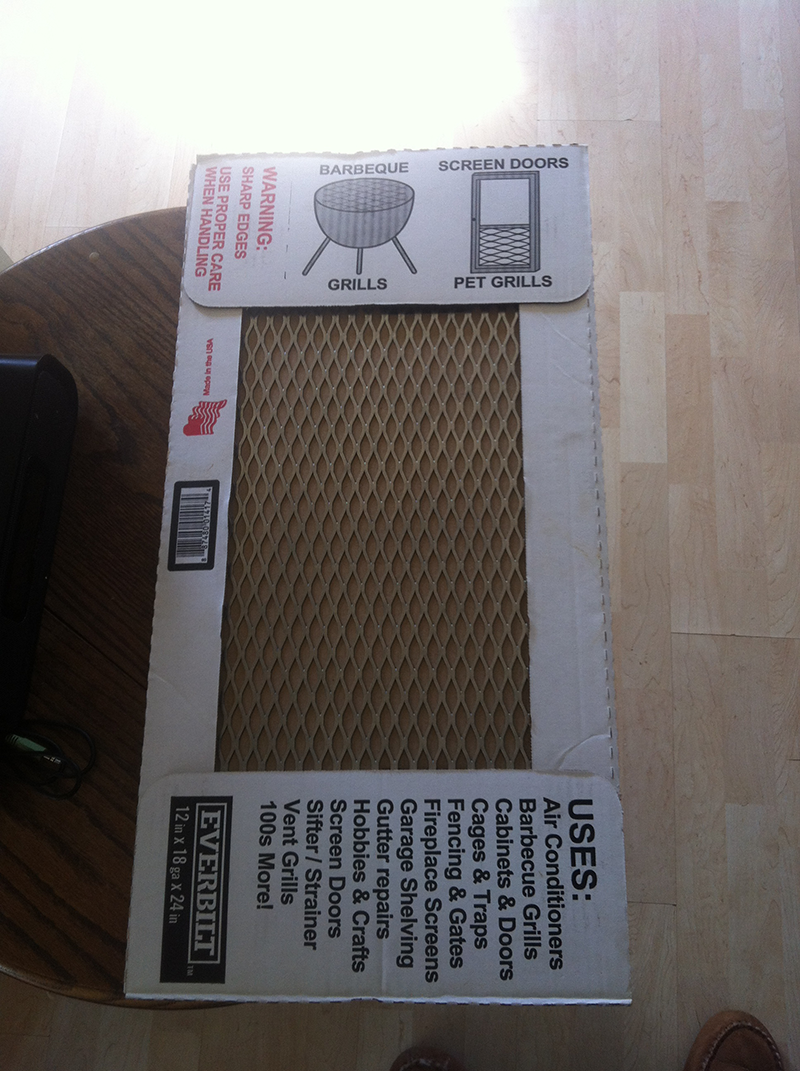 BARBEQUE
GRILLS
SCREEN DOORS
PET GRILLS
WARNING:
SHARP EDGES
USE PROPER CARE
WHEN HANDLING
Made in the USA
USES:
Air Conditioners
Barbecue Grills
Cabinets & Doors
Cages & Traps
Fencing & Gates
Fireplace Screens
Garage Shelving
Gutter repairs
Hobbies & Crafts
Screen Doors
Sifter / Strainer
Vent Grills
100s More!
EVERBILT™
12 in x 18 ga x 24 in